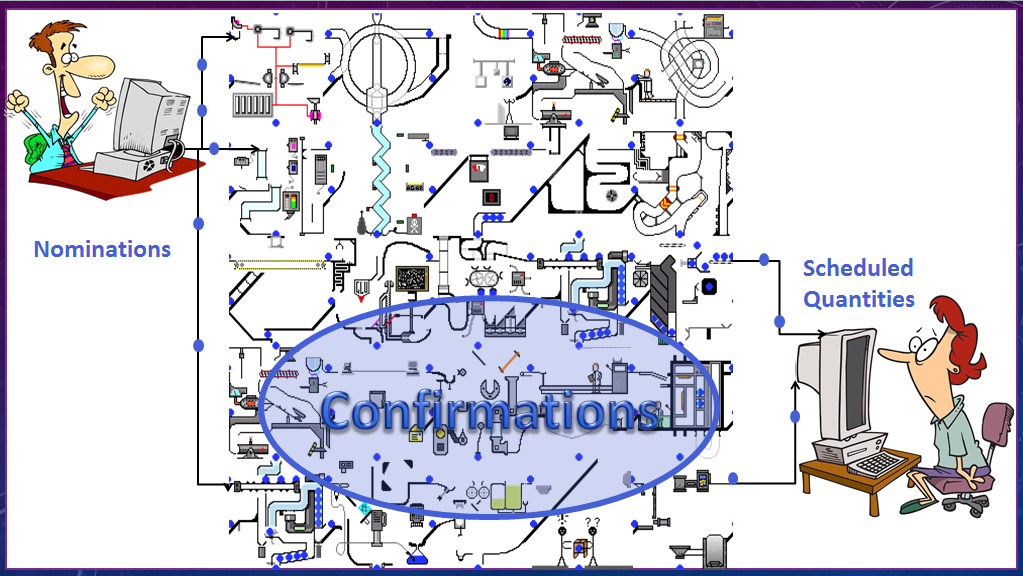 Nominations
Scheduled
Quantities
Confirmations
? ?